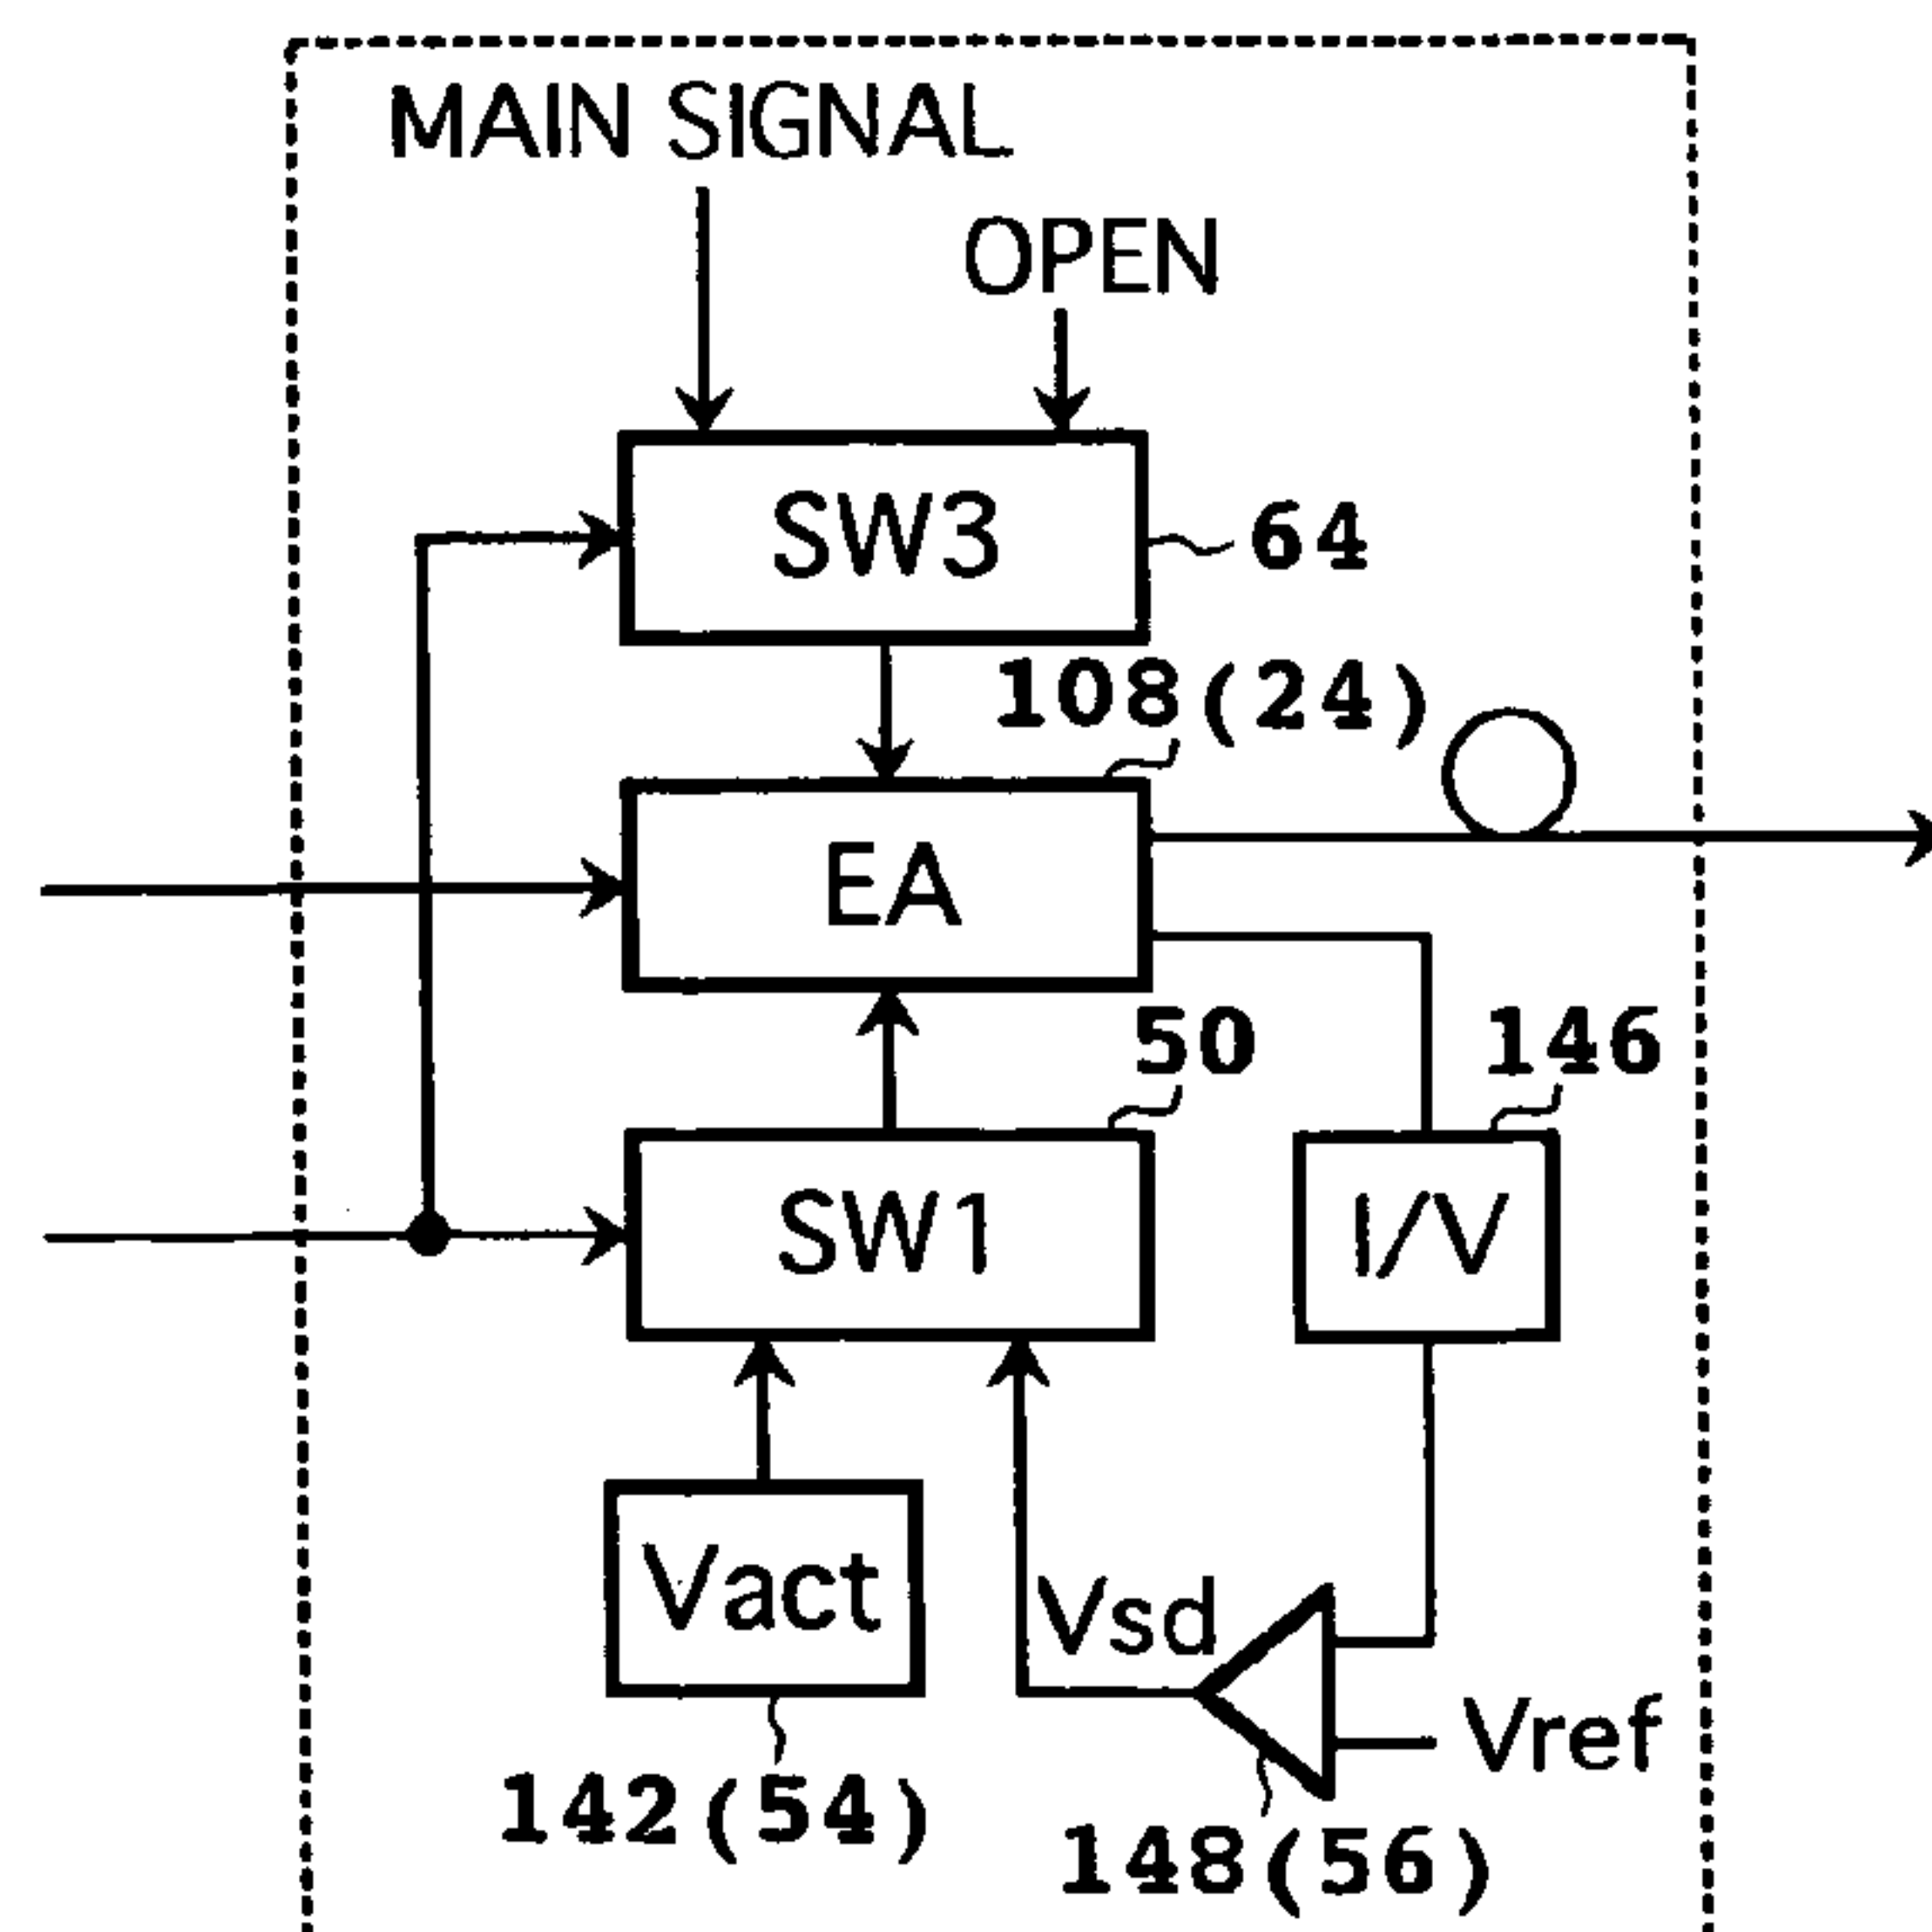 MAIN SIGNAL
OPEN
SW3
64
108(24)
EA
50
146
SW1
I/V
Vact
Vsd
Vref
142(54)
148(56)